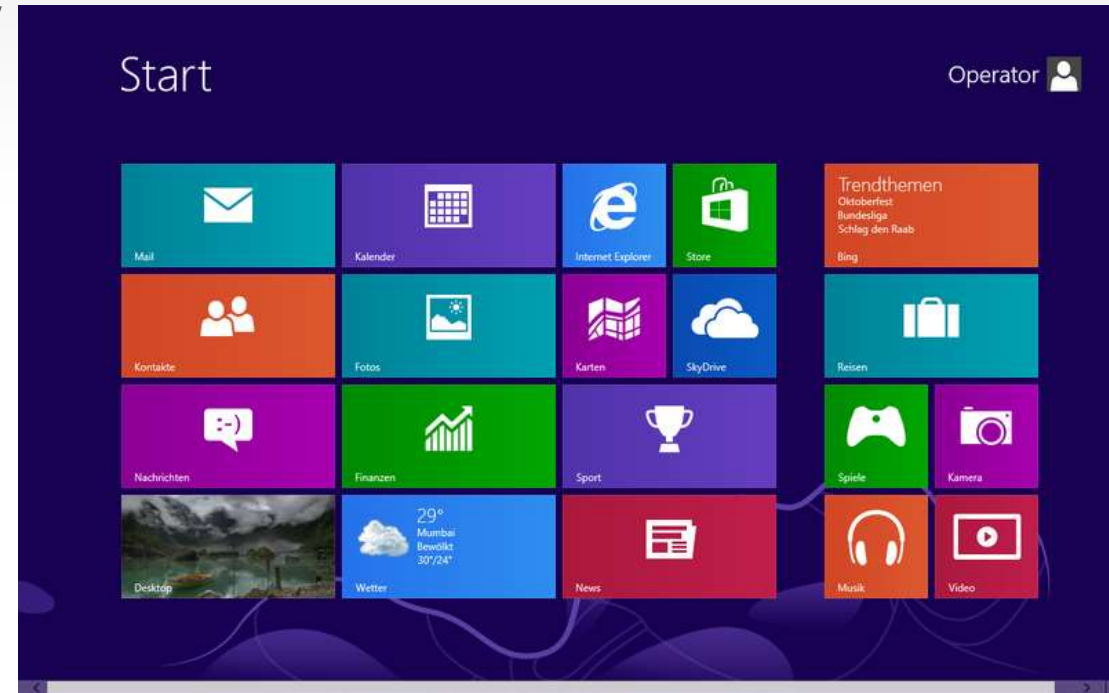 Start
Operator
Mail
Kalender
Internet Explorer
Store
Trendthemen
Oktoberfest
Bundesliga
Schlag den Raab
Bing
Kontakte
Fotos
Karten
SkyDrive
Reisen
:-)
Nachrichten
Finanzen
Sport
Spiele
Kamera
Desktop
29°
Mumbai
Bewölkt
30°/24°
Wetter
News
Musik
Video